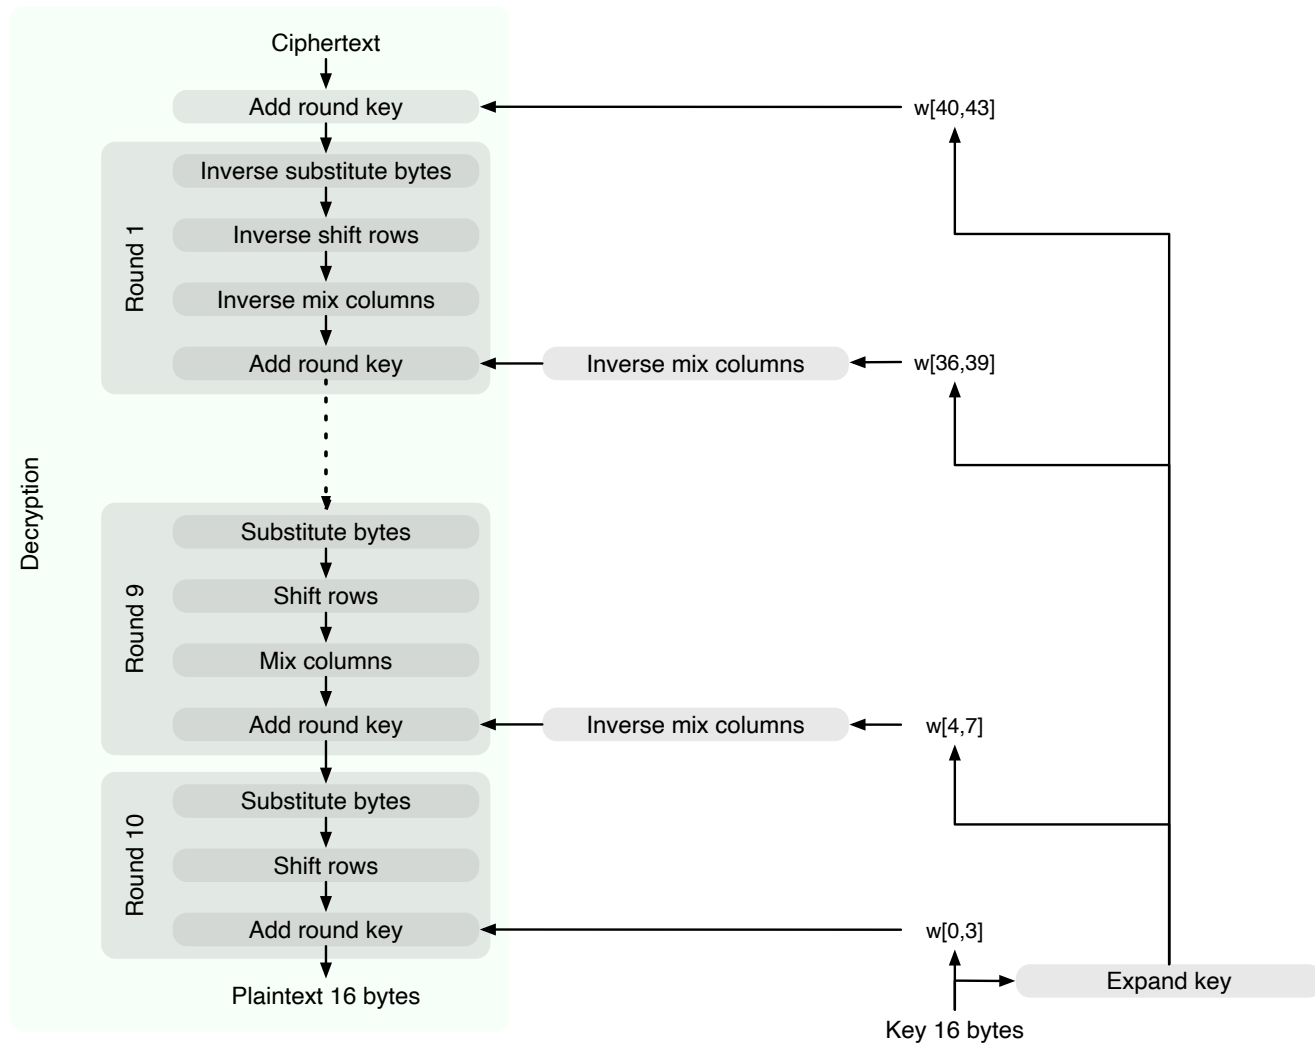 Ciphertext
Add round key
w[40,43]
Inverse substitute bytes
Inverse shift rows
Round 1
Inverse mix columns
Add round key
Inverse mix columns
w[36,39]
Decryption
Substitute bytes
Shift rows
Round 9
Mix columns
Add round key
Inverse mix columns
w[4,7]
Substitute bytes
Shift rows
Round 10
Add round key
w[0,3]
Expand key
Plaintext 16 bytes
Key 16 bytes